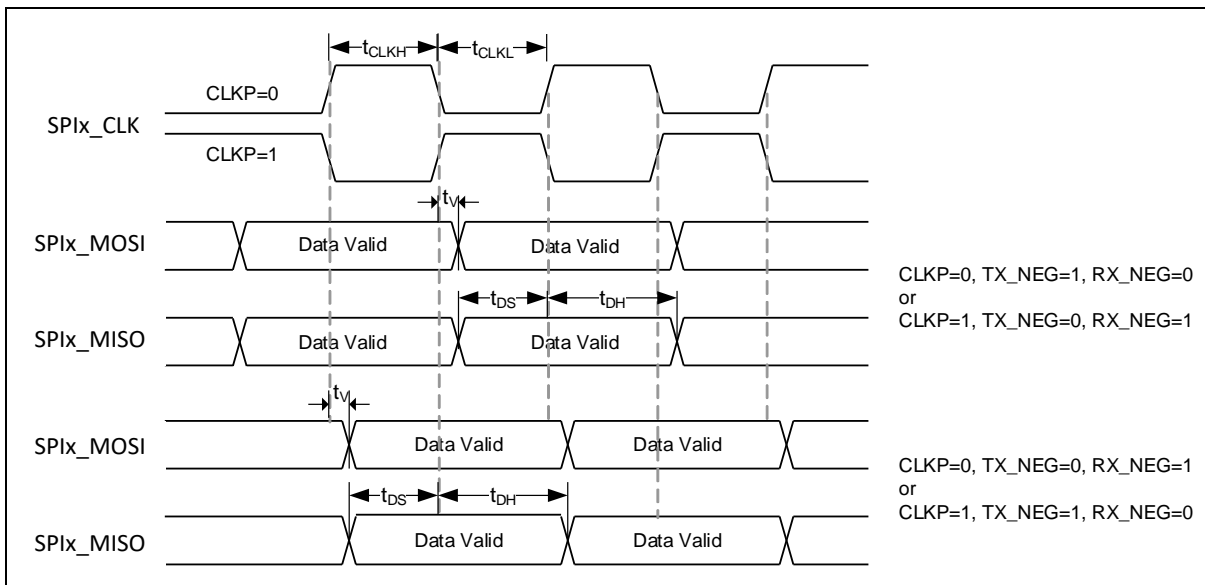 tCLKH tCLKL
CLKP=0
SPIx_CLK
CLKP=1
tV
SPIx_MOSI Data Valid Data Valid
CLKP=0, TX_NEG=1, RX_NEG=0
or
CLKP=1, TX_NEG=0, RX_NEG=1
tDS tDH
SPIx_MISO Data Valid Data Valid
tV
SPIx_MOSI Data Valid Data Valid
CLKP=0, TX_NEG=0, RX_NEG=1
or
CLKP=1, TX_NEG=1, RX_NEG=0
tDS tDH
SPIx_MISO Data Valid Data Valid